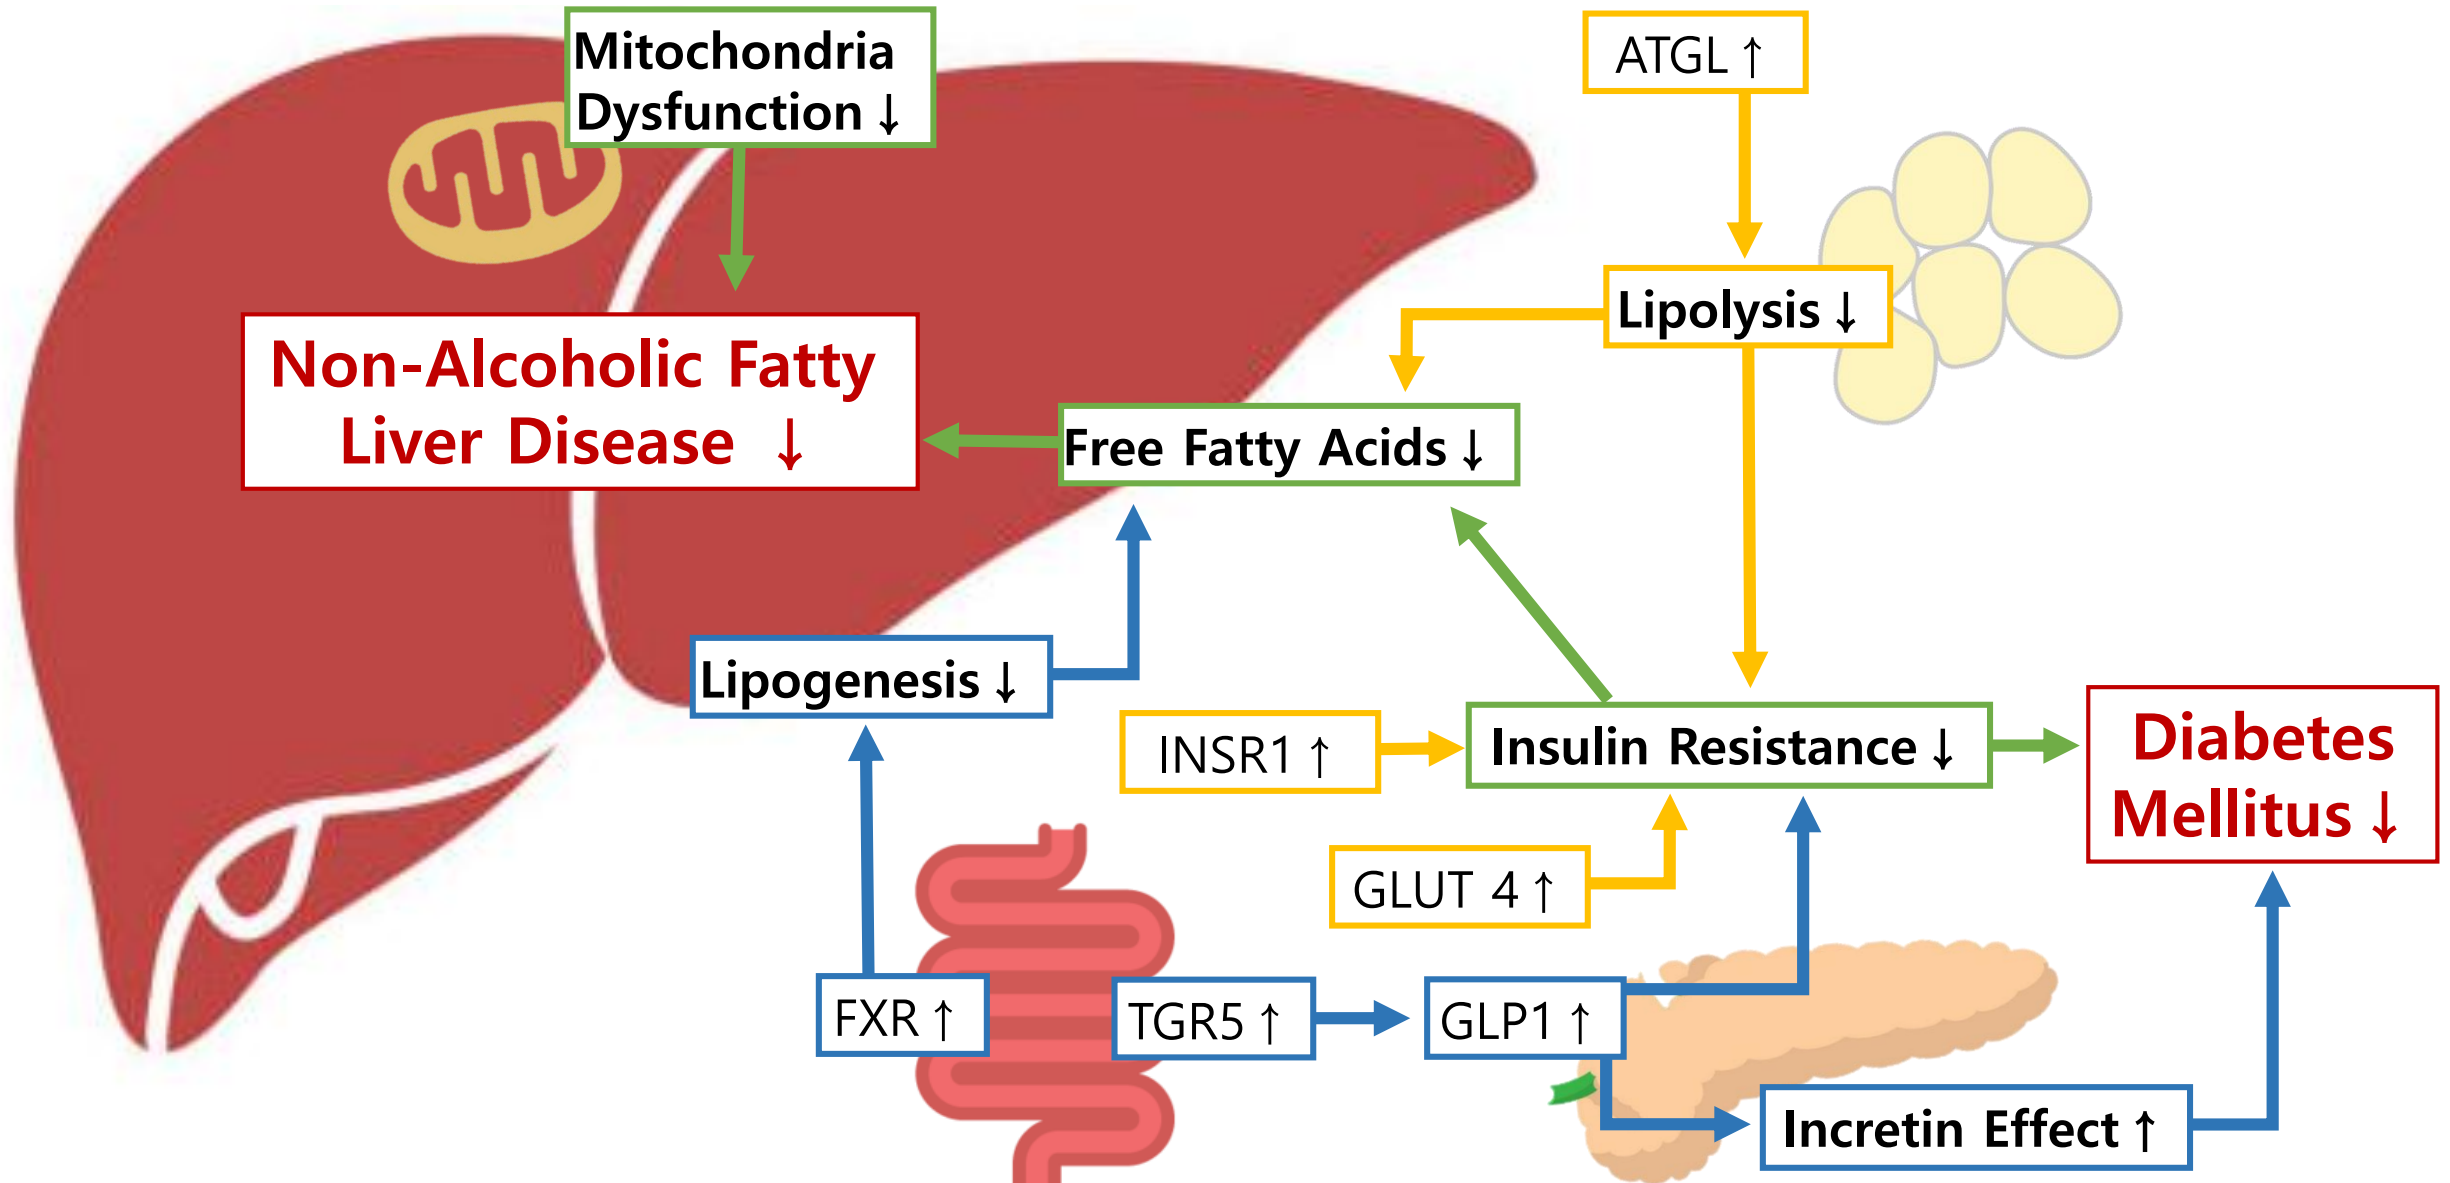 Mitochondria
Dysfunction ↓
ATGL ↑
Lipolysis ↓
Non-Alcoholic Fatty
Liver Disease ↓
Free Fatty Acids ↓
Lipogenesis ↓
INSR1 ↑
Insulin Resistance ↓
Diabetes
Mellitus ↓
GLUT 4 ↑
FXR ↑
TGR5 ↑
GLP1 ↑
Incretin Effect ↑